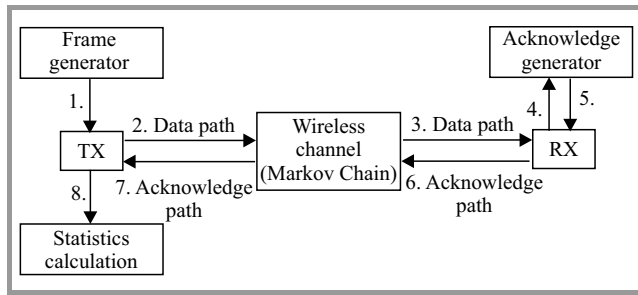 Frame
generator
Acknowledge
generator
1.
4.
5.
2. Data path
Wireless
channel
(Markov Chain)
3. Data path
TX
RX
7. Acknowledge
path
6. Acknowledge
path
8.
Statistics
calculation